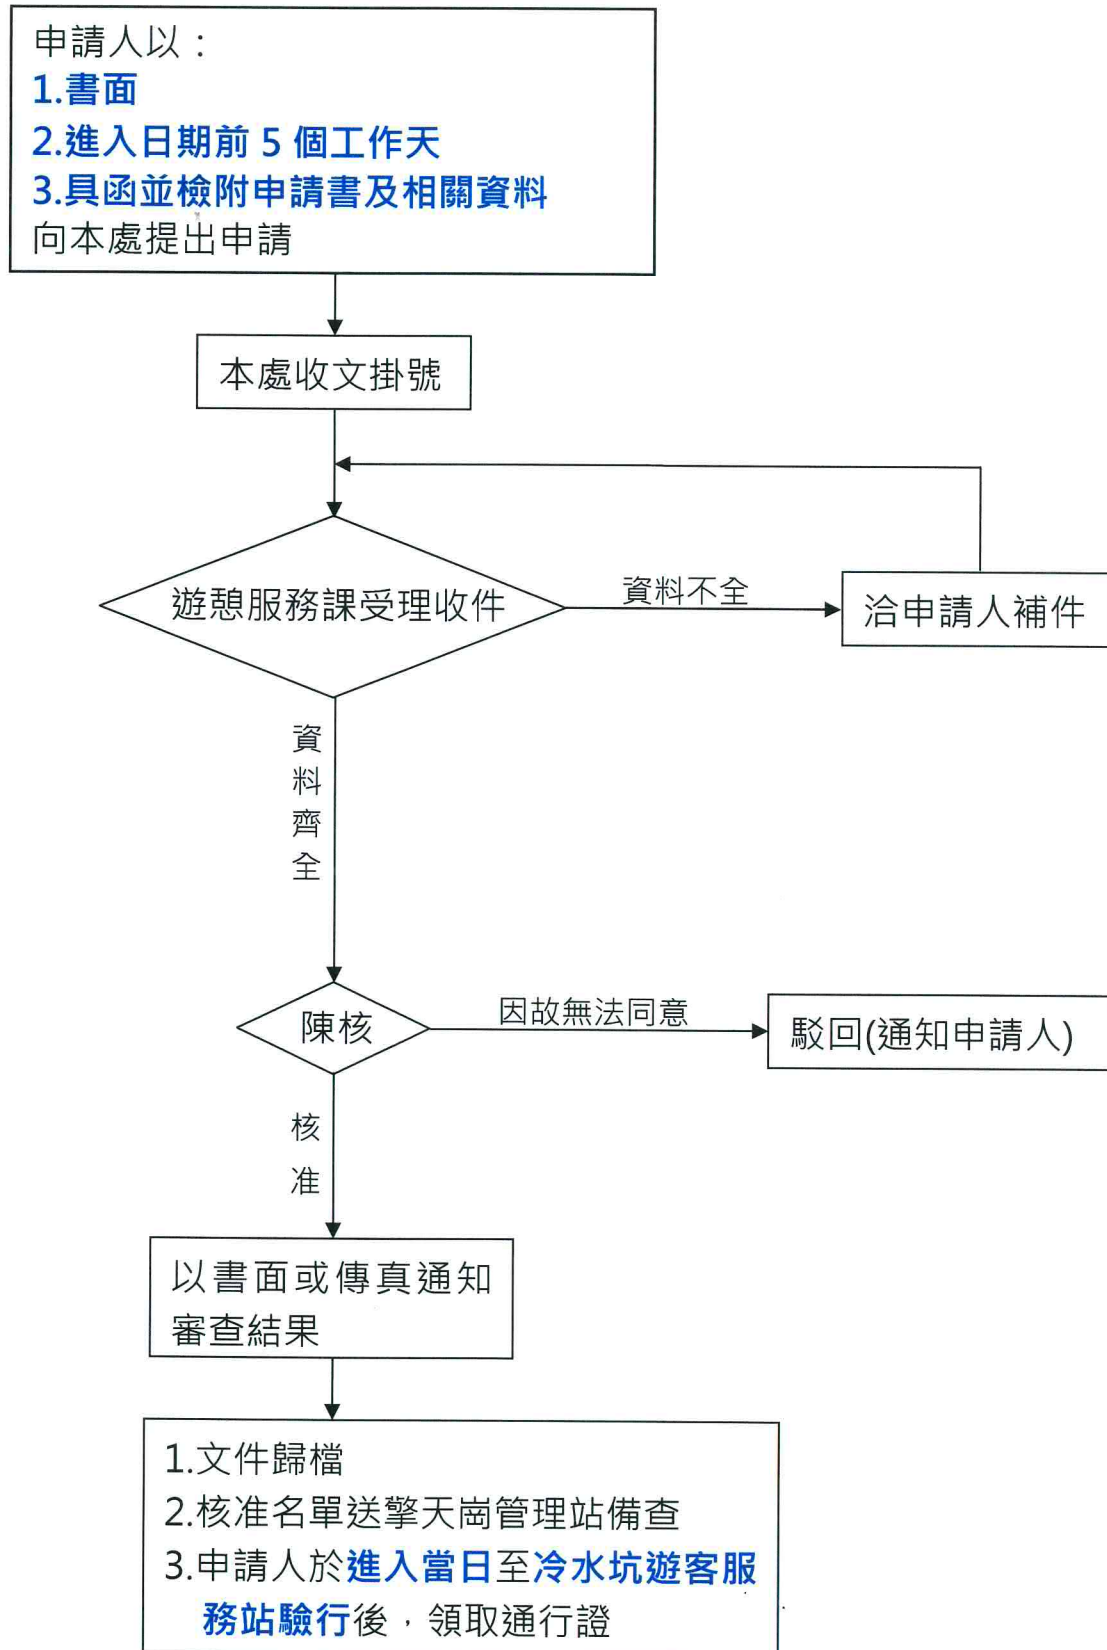 申請人以：
1.書面
2.進入日期前 5 個工作天
3.具函並檢附申請書及相關資料
向本處提出申請
本處收文掛號
遊憩服務課受理收件
資料不全
洽申請人補件
資料齊全
陳核
因故無法同意
駁回(通知申請人)
核准
以書面或傳真通知
審查結果
1.文件歸檔
2.核准名單送擎天崗管理站備查
3.申請人於進入當日至冷水坑遊客服
務站驗行後，領取通行證